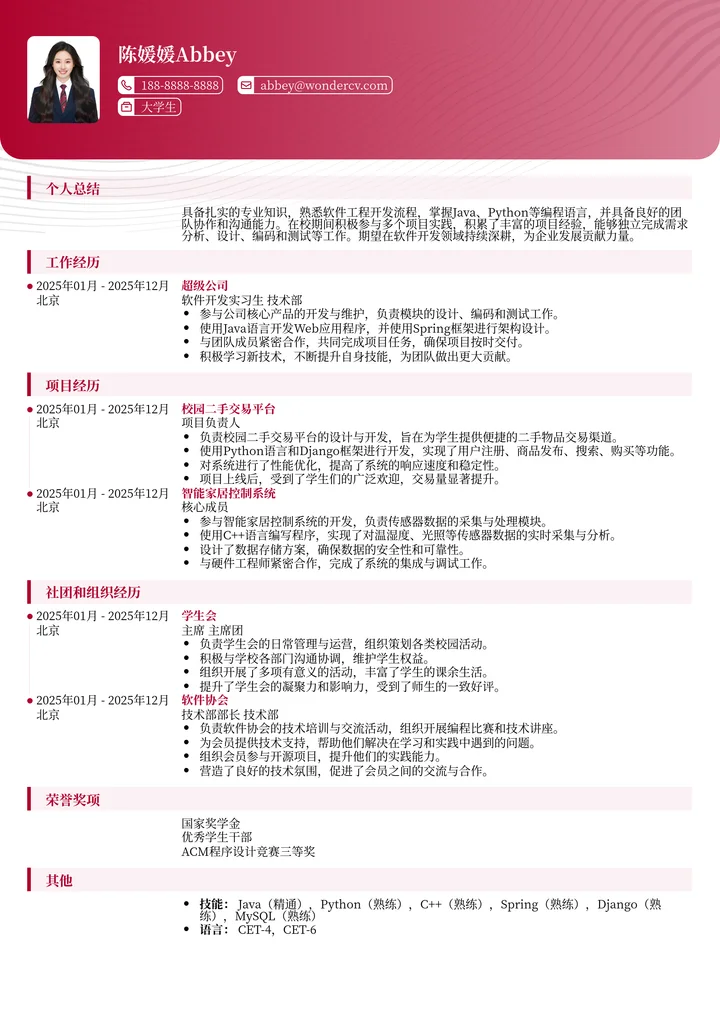 陈媛媛Abbey
188-8888-8888
abbey@wondercv.com
大学生
个人总结
具备扎实的专业知识，熟悉软件工程开发流程，掌握Java、Python等编程语言，并具备良好的团
队协作和沟通能力。在校期间积极参与多个项目实践，积累了丰富的项目经验，能够独立完成需求
分析、设计、编码和测试等工作。期望在软件开发领域持续深耕，为企业发展贡献力量。
工作经历
2025年01月 - 2025年12月 超级公司
北京 软件开发实习生 技术部
• 参与公司核心产品的开发与维护，负责模块的设计、编码和测试工作。
• 使用Java语言开发Web应用程序，并使用Spring框架进行架构设计。
• 与团队成员紧密合作，共同完成项目任务，确保项目按时交付。
• 积极学习新技术，不断提升自身技能，为团队做出更大贡献。
项目经历
2025年01月 - 2025年12月 校园二手交易平台
北京 项目负责人
• 负责校园二手交易平台的设计与开发，旨在为学生提供便捷的二手物品交易渠道。
• 使用Python语言和Django框架进行开发，实现了用户注册、商品发布、搜索、购买等功能。
• 对系统进行了性能优化，提高了系统的响应速度和稳定性。
• 项目上线后，受到了学生们的广泛欢迎，交易量显著提升。
2025年01月 - 2025年12月 智能家居控制系统
北京 核心成员
• 参与智能家居控制系统的开发，负责传感器数据的采集与处理模块。
• 使用C++语言编写程序，实现了对温湿度、光照等传感器数据的实时采集与分析。
• 设计了数据存储方案，确保数据的安全性和可靠性。
• 与硬件工程师紧密合作，完成了系统的集成与调试工作。
社团和组织经历
2025年01月 - 2025年12月 学生会
北京 主席 主席团
• 负责学生会的日常管理与运营，组织策划各类校园活动。
• 积极与学校各部门沟通协调，维护学生权益。
• 组织开展了多项有意义的活动，丰富了学生的课余生活。
• 提升了学生会的凝聚力和影响力，受到了师生的一致好评。
2025年01月 - 2025年12月 软件协会
北京 技术部部长 技术部
• 负责软件协会的技术培训与交流活动，组织开展编程比赛和技术讲座。
• 为会员提供技术支持，帮助他们解决在学习和实践中遇到的问题。
• 组织会员参与开源项目，提升他们的实践能力。
• 营造了良好的技术氛围，促进了会员之间的交流与合作。
荣誉奖项
国家奖学金
优秀学生干部
ACM程序设计竞赛三等奖
其他
• 技能： Java（精通）, Python（熟练）, C++（熟练）, Spring（熟练）, Django（熟
练）, MySQL（熟练）
• 语言： CET-4，CET-6